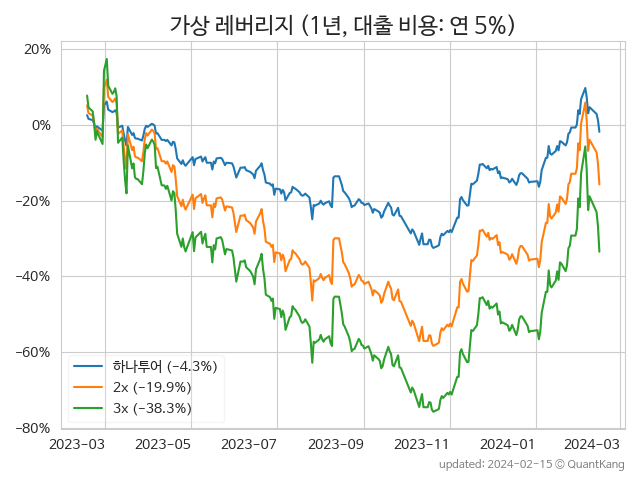 가상 레버리지 (1년, 대출 비용: 연 5%)
20%
0%
−20%
−40%
−60%
−80%
하나투어 (−4.3%)
2x (−19.9%)
3x (−38.3%)
2023−03 2023−05 2023−07 2023−09 2023−11 2024−01 2024−03
updated: 2024-02-15 © QuantKang